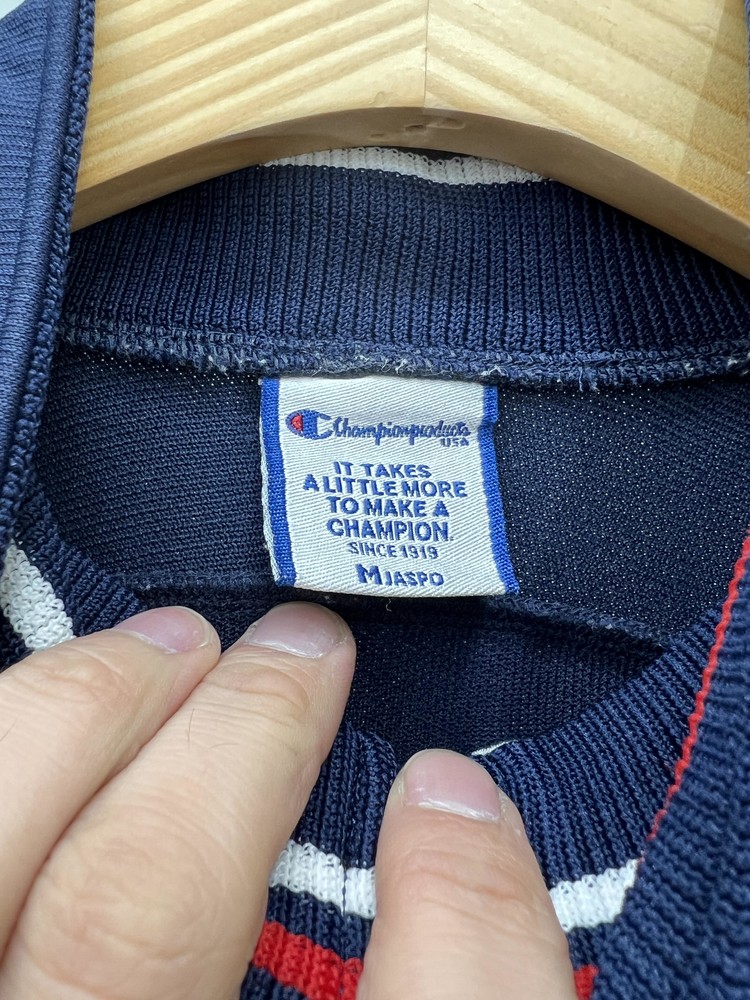 Championproducts
USA
IT TAKES
A LITTLE MORE
TO MAKE A
CHAMPION.
SINCE 1919
M JASPO